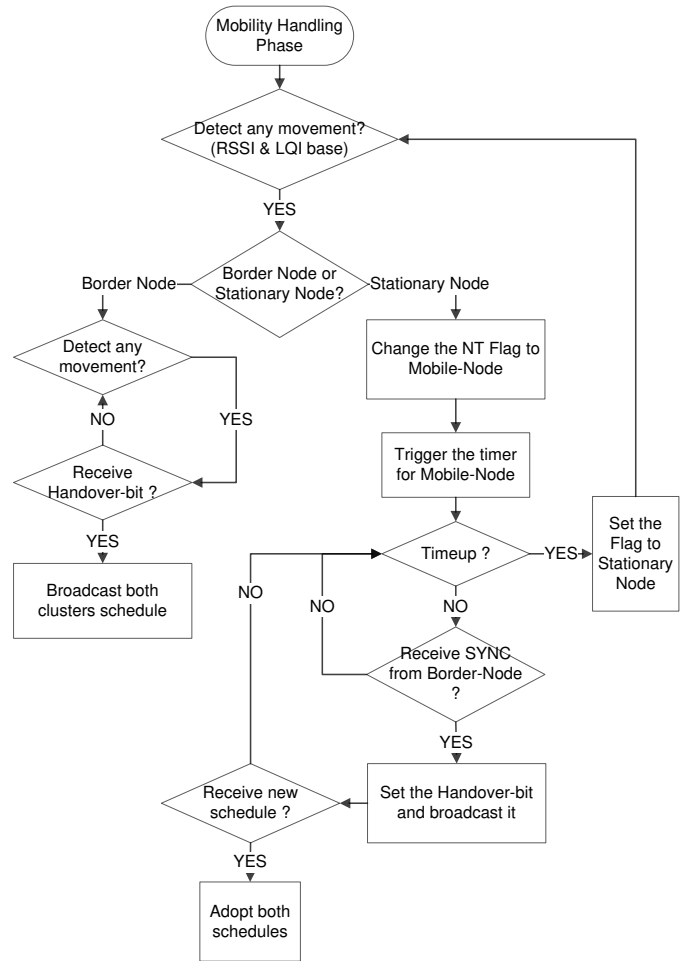 Mobility Handling
Phase
Detect any movement?
(RSSI & LQI base)
YES
Border Node or
Stationary Node?
Border Node
Stationary Node
Detect any
movement?
Change the NT Flag to
Mobile-Node
NO
YES
Trigger the timer
for Mobile-Node
Receive
Handover-bit ?
YES
Broadcast both
clusters schedule
Timeup ?
YES
Set the
Flag to
Stationary
Node
NO
NO
NO
Receive SYNC
from Border-Node
?
YES
Set the Handover-bit
and broadcast it
Receive new
schedule ?
YES
Adopt both
schedules